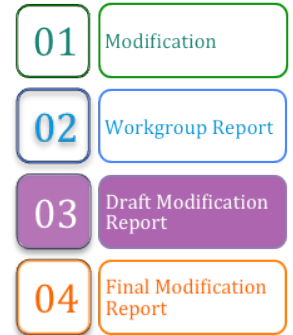 01
Modification
02
Workgroup Report
03
Draft Modification
Report
04
Final Modification
Report